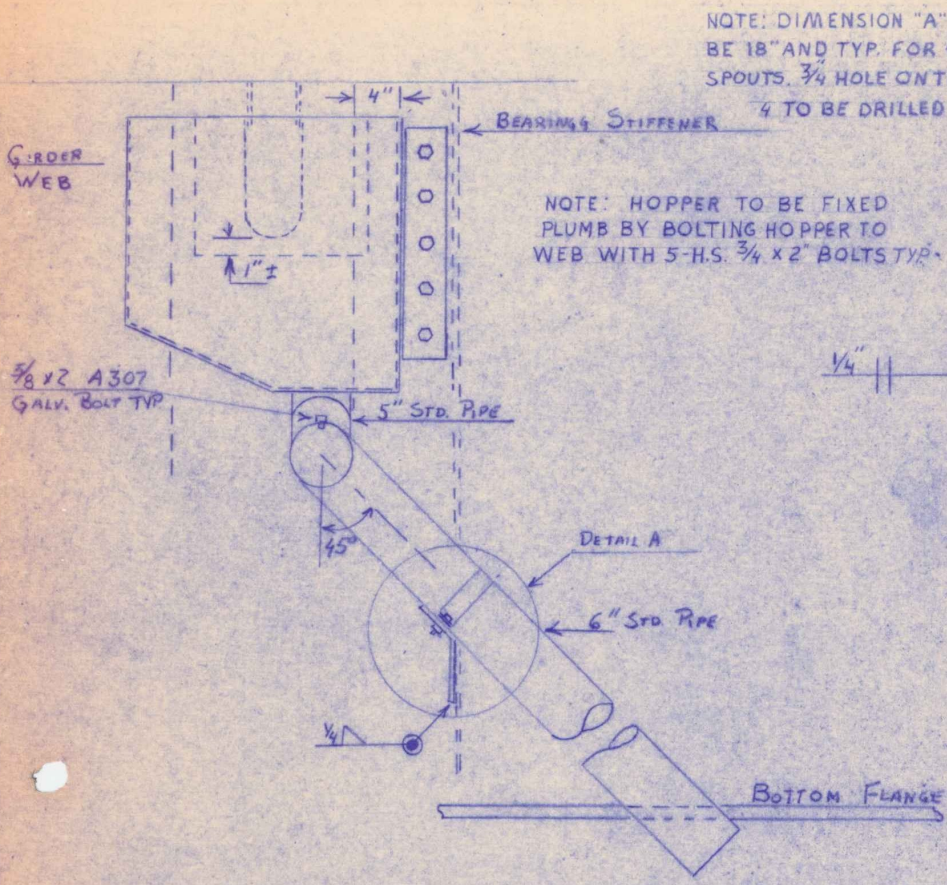 NOTE: DIMENSION "A"
BE 18" AND TYP. FOR
SPOUTS. 3/4 HOLE ONT
4 TO BE DRILLED
4"
BEARING & STIFFENER
GIRDER
WEB
NOTE: HOPPER TO BE FIXED
PLUMB BY BOLTING HOPPER TO
WEB WITH 5-H.S. 3/4 x 2" BOLTS TYP.
1" ±
1/4"
5/8 x 2 A307
GALV. BOLT TYP
5" STD. PIPE
45°
DETAIL A
6" STD. PIPE
1/4
BOTTOM FLANGE